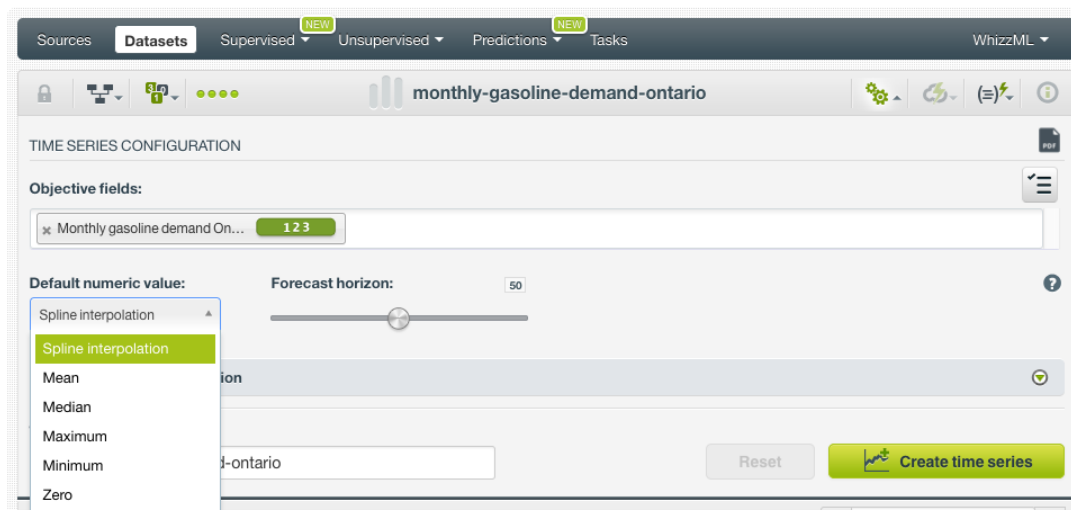 NEW NEW
Sources Datasets Supervised Unsupervised Predictions Tasks WhizzML
monthly-gasoline-demand-ontario
TIME SERIES CONFIGURATION
PDF
Objective fields:
× Monthly gasoline demand On... 123
Default numeric value: Forecast horizon: 50
Spline interpolation
Spline interpolation
Mean
ion
Median
Maximum
Minimum
d-ontario
Reset
Create time series
Zero